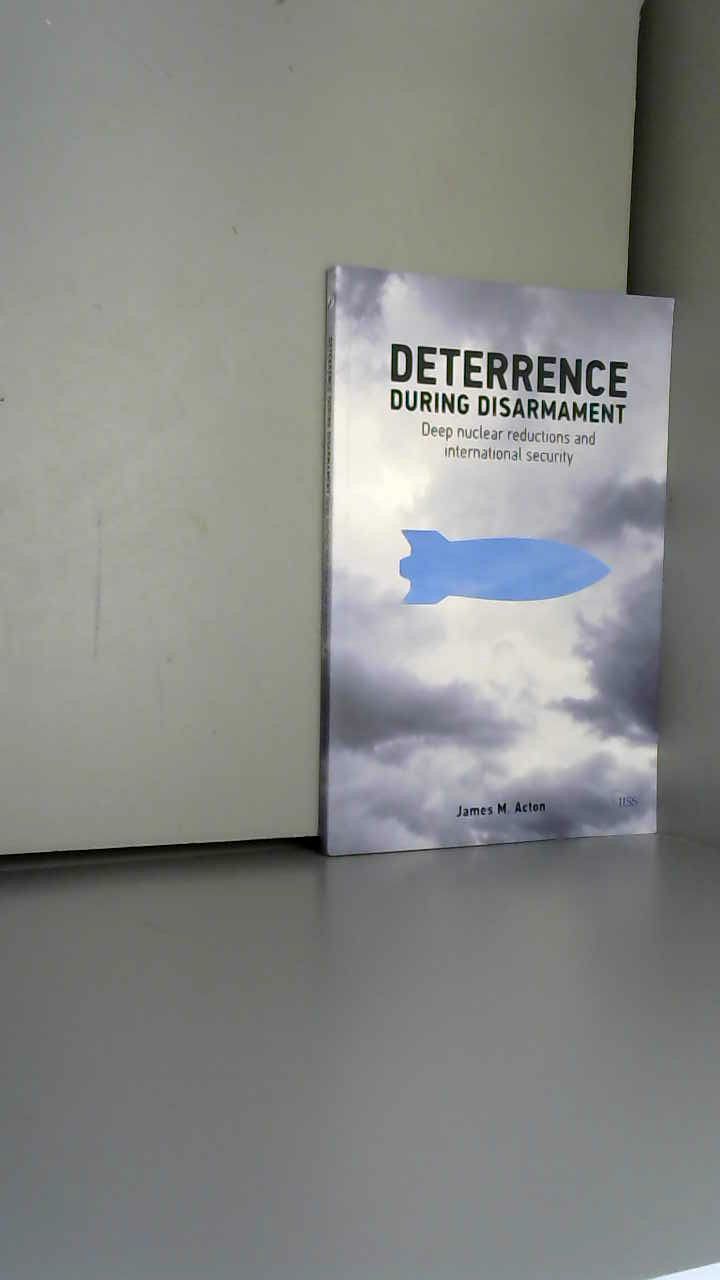 DETERRENCE
DURING DISARMAMENT
Deep nuclear reductions and
international security
James M. Acton
IISS